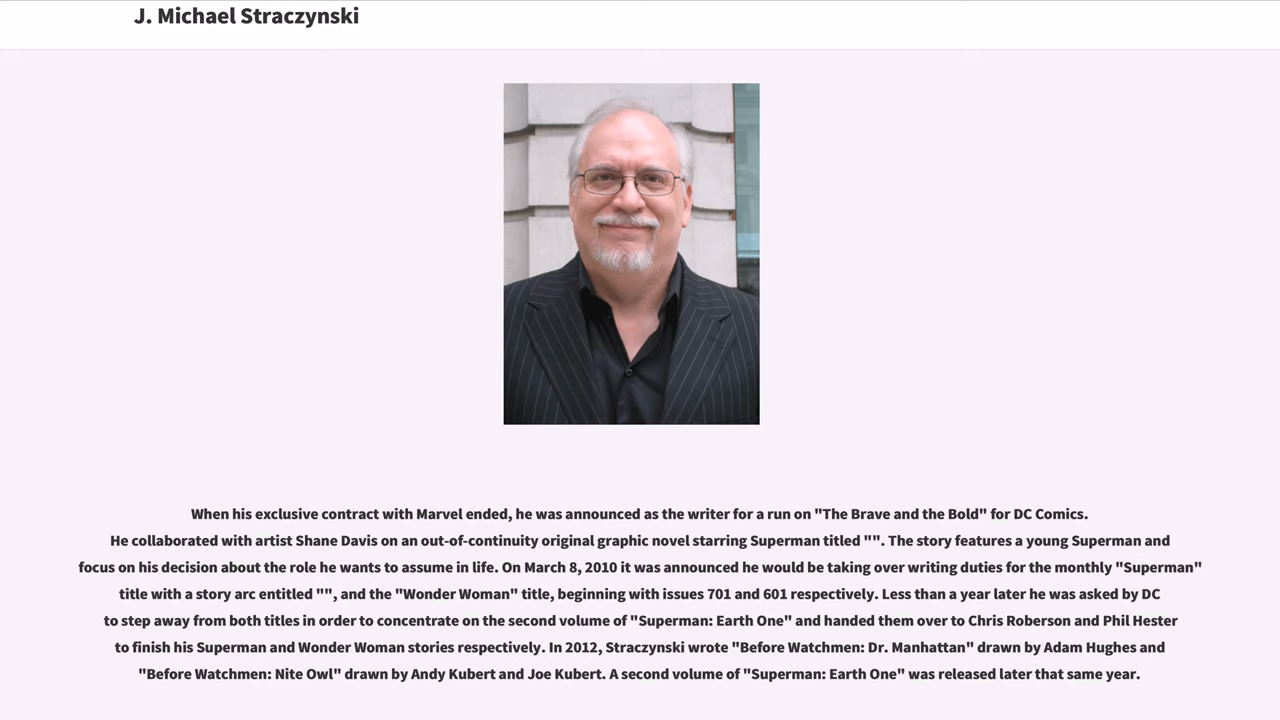 J. Michael Straczynski
When his exclusive contract with Marvel ended, he was announced as the writer for a run on "The Brave and the Bold" for DC Comics.
He collaborated with artist Shane Davis on an out-of-continuity original graphic novel starring Superman titled "". The story features a young Superman and
focus on his decision about the role he wants to assume in life. On March 8, 2010 it was announced he would be taking over writing duties for the monthly "Superman"
title with a story arc entitled "", and the "Wonder Woman" title, beginning with issues 701 and 601 respectively. Less than a year later he was asked by DC
to step away from both titles in order to concentrate on the second volume of "Superman: Earth One" and handed them over to Chris Roberson and Phil Hester
to finish his Superman and Wonder Woman stories respectively. In 2012, Straczynski wrote "Before Watchmen: Dr. Manhattan" drawn by Adam Hughes and
"Before Watchmen: Nite Owl" drawn by Andy Kubert and Joe Kubert. A second volume of "Superman: Earth One" was released later that same year.